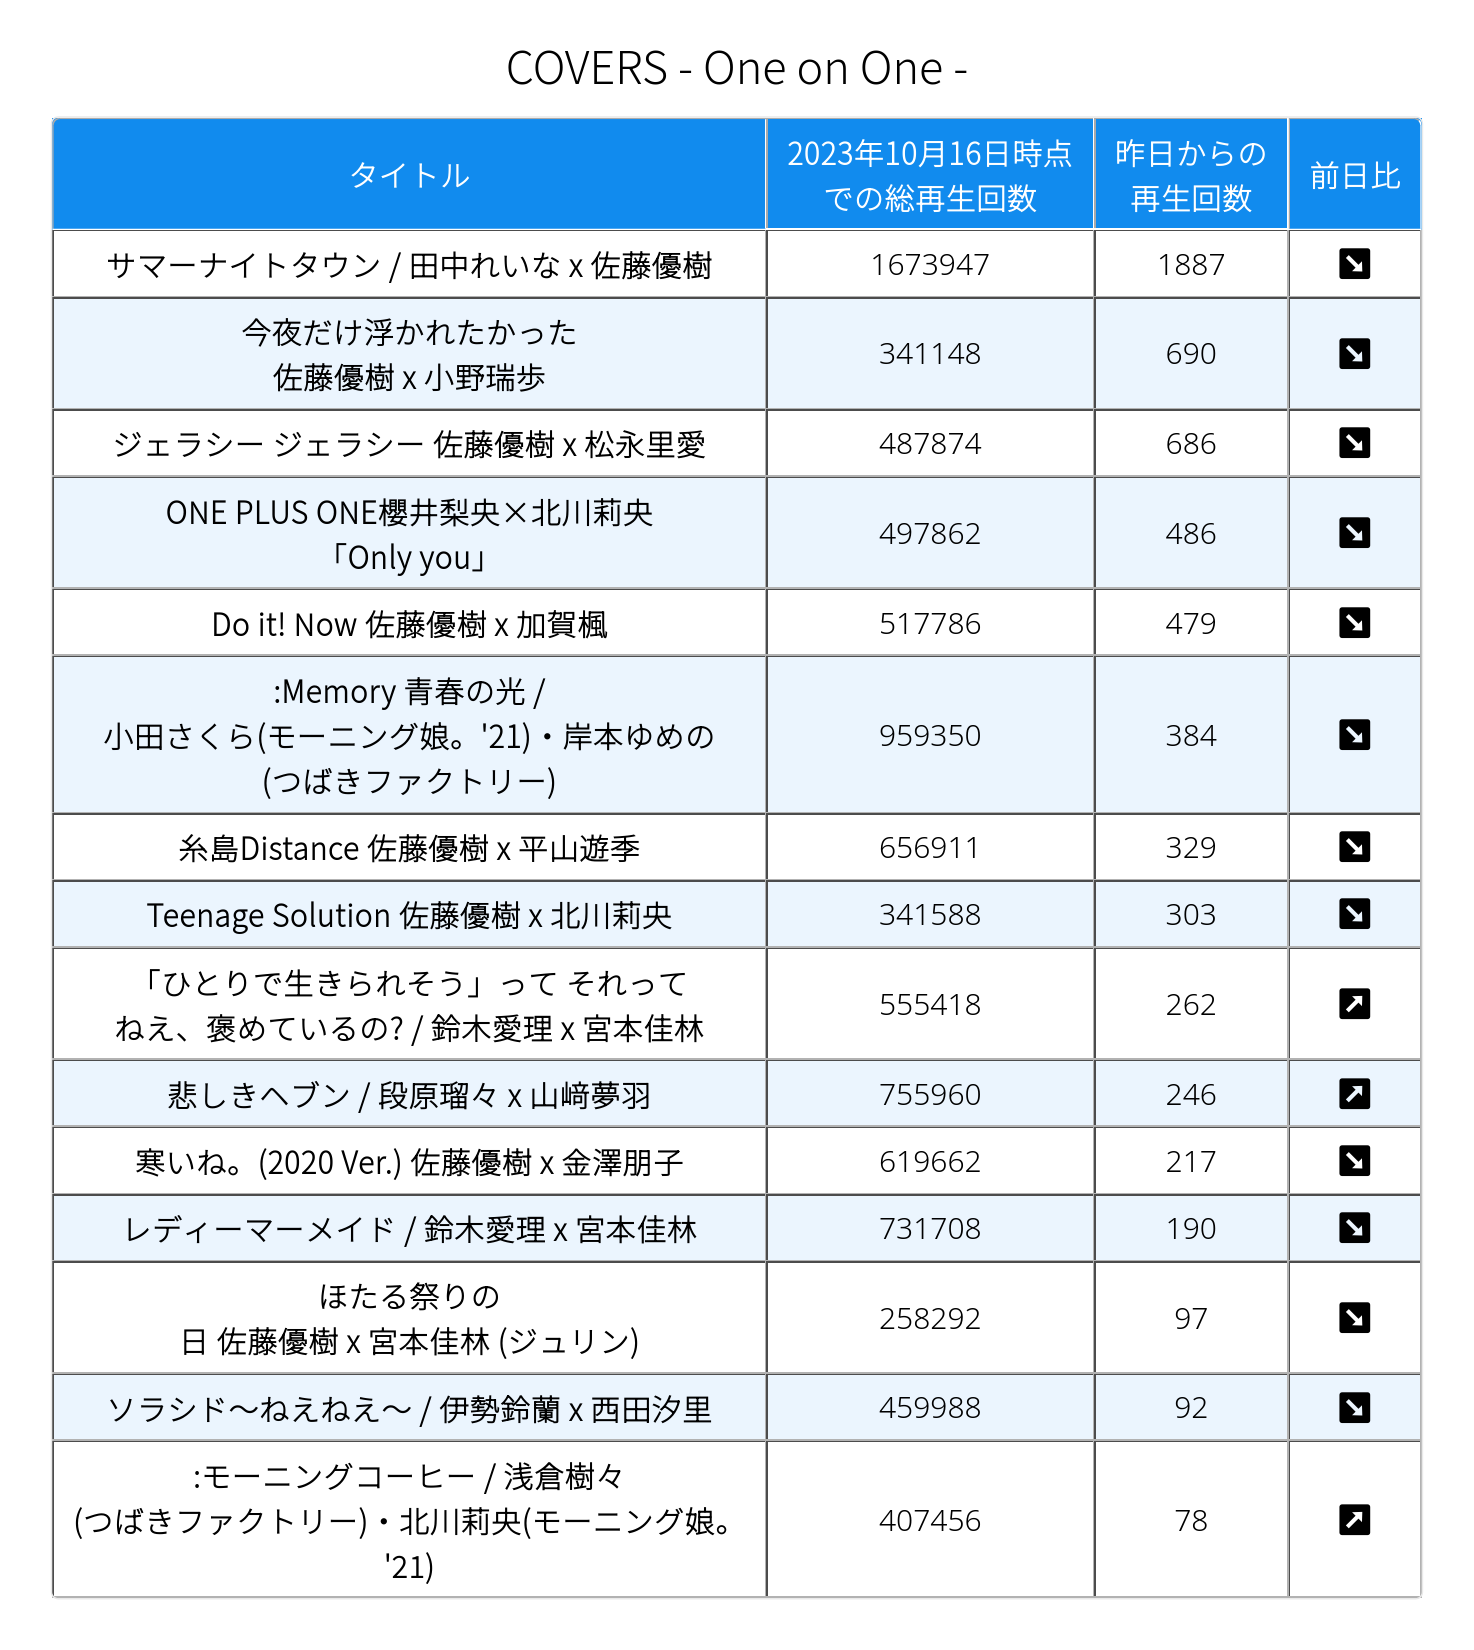 COVERS - One on One -
タイトル
2023年10月16日時点
での総再生回数
昨日からの
再生回数
前日比
サマーナイトタウン / 田中れいな x 佐藤優樹
1673947
1887
今夜だけ浮かれたかった
佐藤優樹 x 小野瑞歩
341148
690
ジェラシー ジェラシー 佐藤優樹 x 松永里愛
487874
686
ONE PLUS ONE櫻井梨央×北川莉央
「Only you」
497862
486
Do it! Now 佐藤優樹 x 加賀楓
517786
479
:Memory 青春の光 /
小田さくら(モーニング娘。'21)・岸本ゆめの
(つばきファクトリー)
959350
384
糸島Distance 佐藤優樹 x 平山遊季
656911
329
Teenage Solution 佐藤優樹 x 北川莉央
341588
303
「ひとりで生きられそう」って それって
ねえ、褒めているの? / 鈴木愛理 x 宮本佳林
555418
262
悲しきヘブン / 段原瑠々 x 山﨑夢羽
755960
246
寒いね。(2020 Ver.) 佐藤優樹 x 金澤朋子
619662
217
レディーマーメイド / 鈴木愛理 x 宮本佳林
731708
190
ほたる祭りの
日 佐藤優樹 x 宮本佳林 (ジュリン)
258292
97
ソラシド～ねえねえ～ / 伊勢鈴蘭 x 西田汐里
459988
92
:モーニングコーヒー / 浅倉樹々
(つばきファクトリー)・北川莉央(モーニング娘。
'21)
407456
78